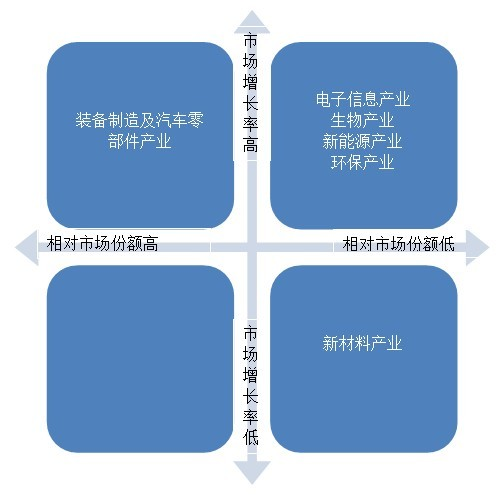 市场增长率高
装备制造及汽车零
部件产业
电子信息产业
生物产业
新能源产业
环保产业
相对市场份额高
相对市场份额低
市场增长率低
新材料产业